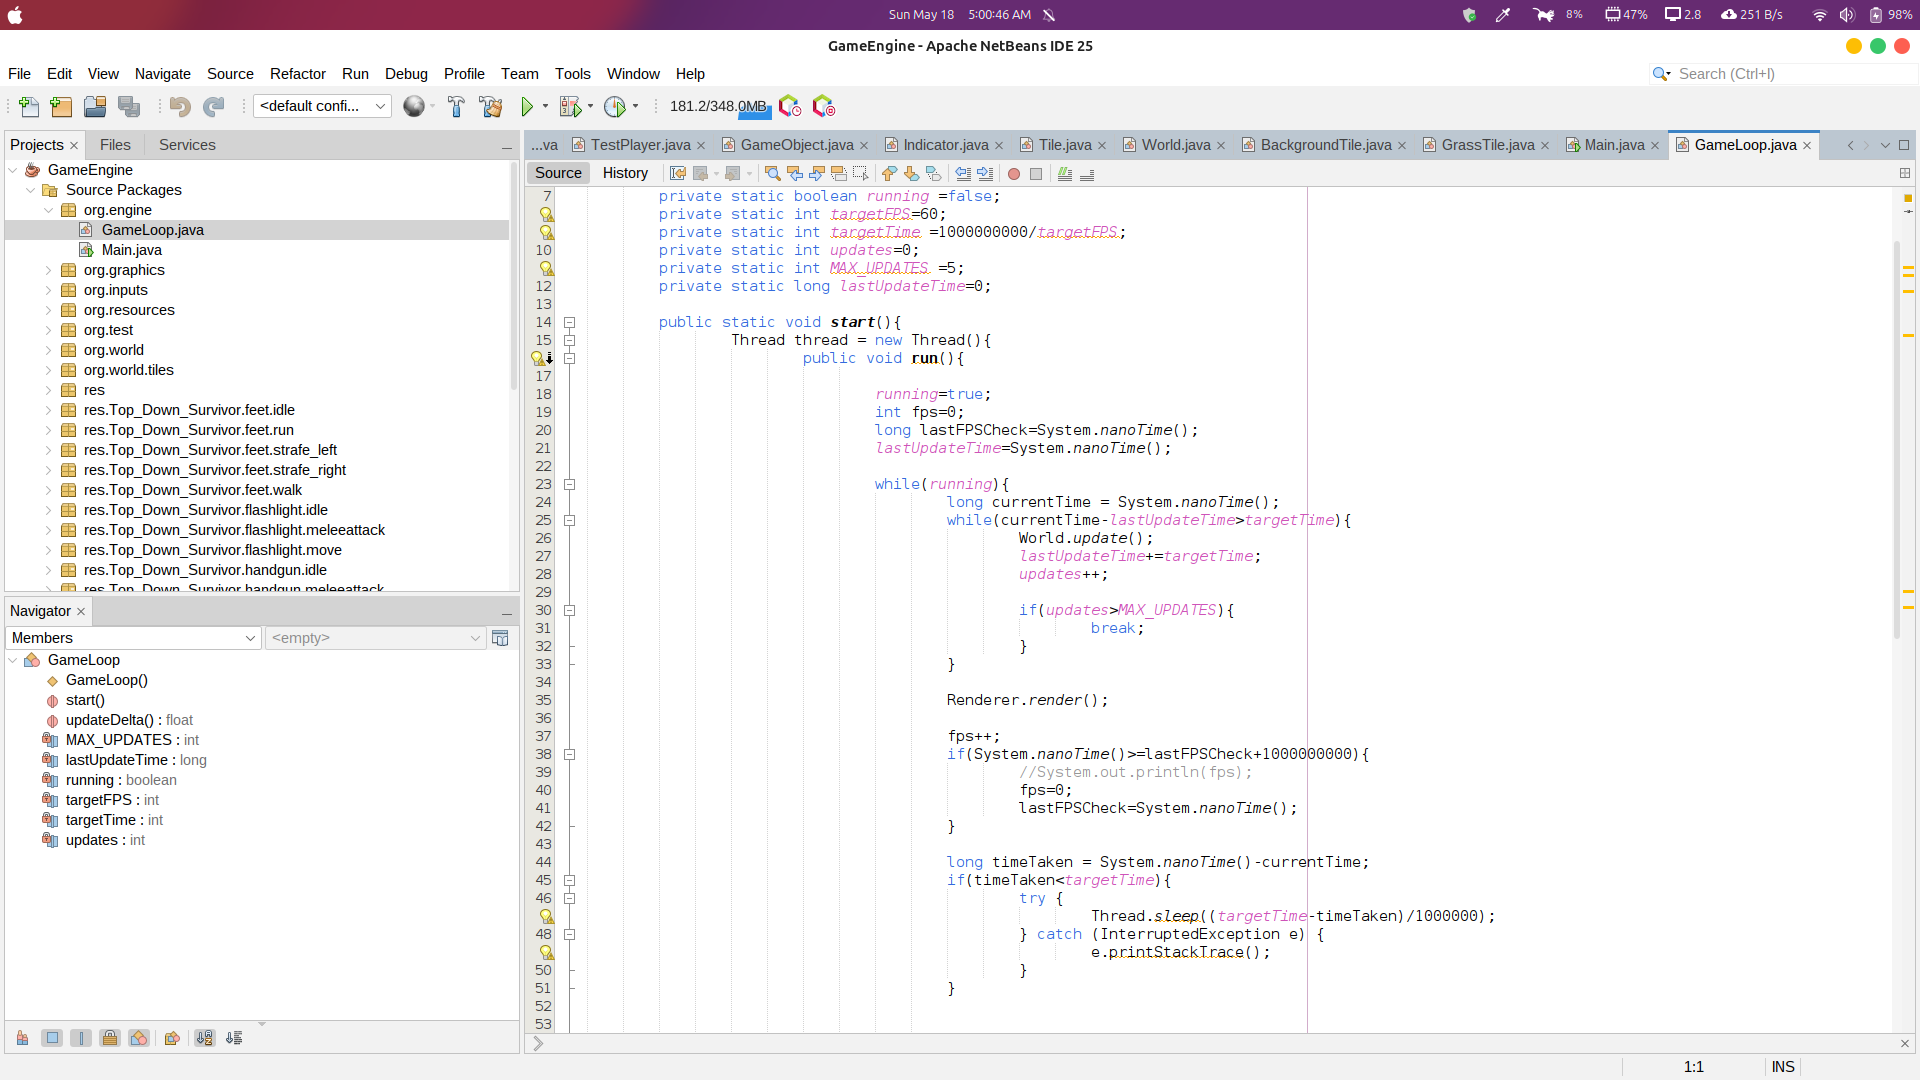 Sun May 18 5:00:46 AM 8% 47% 2.8 251 B/s 98%
GameEngine - Apache NetBeans IDE 25
File Edit View Navigate Source Refactor Run Debug Profile Team Tools Window Help Search (Ctrl+I)
<default confi... 181.2/348.0MB
Projects Files Services
GameEngine
Source Packages
org.engine
GameLoop.java
Main.java
org.graphics
org.inputs
org.resources
org.test
org.world
org.world.tiles
res
res.Top_Down_Survivor.feet.idle
res.Top_Down_Survivor.feet.run
res.Top_Down_Survivor.feet.strafe_left
res.Top_Down_Survivor.feet.strafe_right
res.Top_Down_Survivor.feet.walk
res.Top_Down_Survivor.flashlight.idle
res.Top_Down_Survivor.flashlight.meleeattack
res.Top_Down_Survivor.flashlight.move
res.Top_Down_Survivor.handgun.idle
res.Top_Down_Survivor.handgun.meleeattack
Navigator
Members <empty>
GameLoop
GameLoop()
start()
updateDelta() : float
MAX_UPDATES : int
lastUpdateTime : long
running : boolean
targetFPS : int
targetTime : int
updates : int
...va TestPlayer.java GameObject.java Indicator.java Tile.java World.java BackgroundTile.java GrassTile.java Main.java GameLoop.java
Source History
7 private static boolean running =false;
private static int targetFPS=60;
private static int targetTime =1000000000/targetFPS;
10 private static int updates=0;
private static int MAX_UPDATES =5;
12 private static long lastUpdateTime=0;
13
14 public static void start(){
15 Thread thread = new Thread(){
public void run(){
17
18 running=true;
19 int fps=0;
20 long lastFPSCheck=System.nanoTime();
21 lastUpdateTime=System.nanoTime();
22
23 while(running){
24 long currentTime = System.nanoTime();
25 while(currentTime-lastUpdateTime>targetTime){
26 World.update();
27 lastUpdateTime+=targetTime;
28 updates++;
29
30 if(updates>MAX_UPDATES){
31 break;
32 }
33 }
34
35 Renderer.render();
36
37 fps++;
38 if(System.nanoTime()>=lastFPSCheck+1000000000){
39 //System.out.println(fps);
40 fps=0;
41 lastFPSCheck=System.nanoTime();
42 }
43
44 long timeTaken = System.nanoTime()-currentTime;
45 if(timeTaken<targetTime){
46 try {
Thread.sleep((targetTime-timeTaken)/1000000);
48 } catch (InterruptedException e) {
e.printStackTrace();
50 }
51 }
52
53
1:1 INS